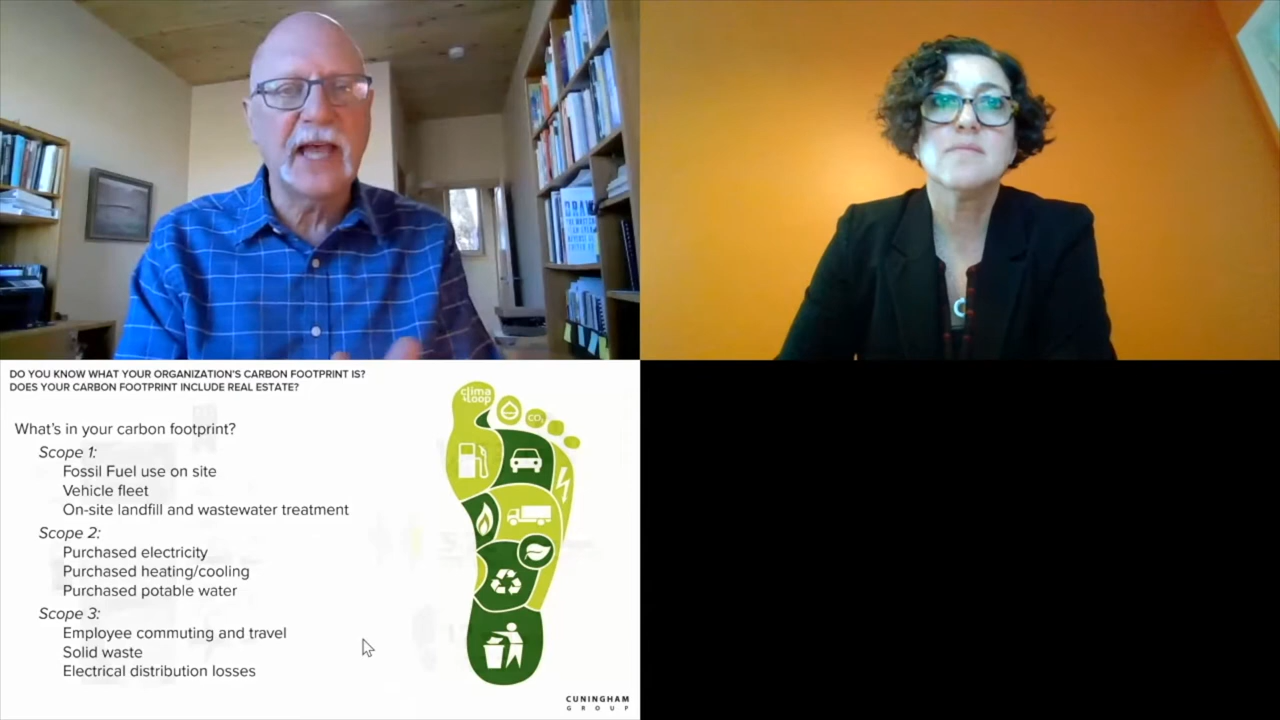 DRAW
DO YOU KNOW WHAT YOUR ORGANIZATION'S CARBON FOOTPRINT IS?
DOES YOUR CARBON FOOTPRINT INCLUDE REAL ESTATE?
What's in your carbon footprint?
Scope 1:
Fossil Fuel use on site
Vehicle fleet
On-site landfill and wastewater treatment
Scope 2:
Purchased electricity
Purchased heating/cooling
Purchased potable water
Scope 3:
Employee commuting and travel
Solid waste
Electrical distribution losses
clima
LOOP
CO₂
CUNINGHAM
GROUP